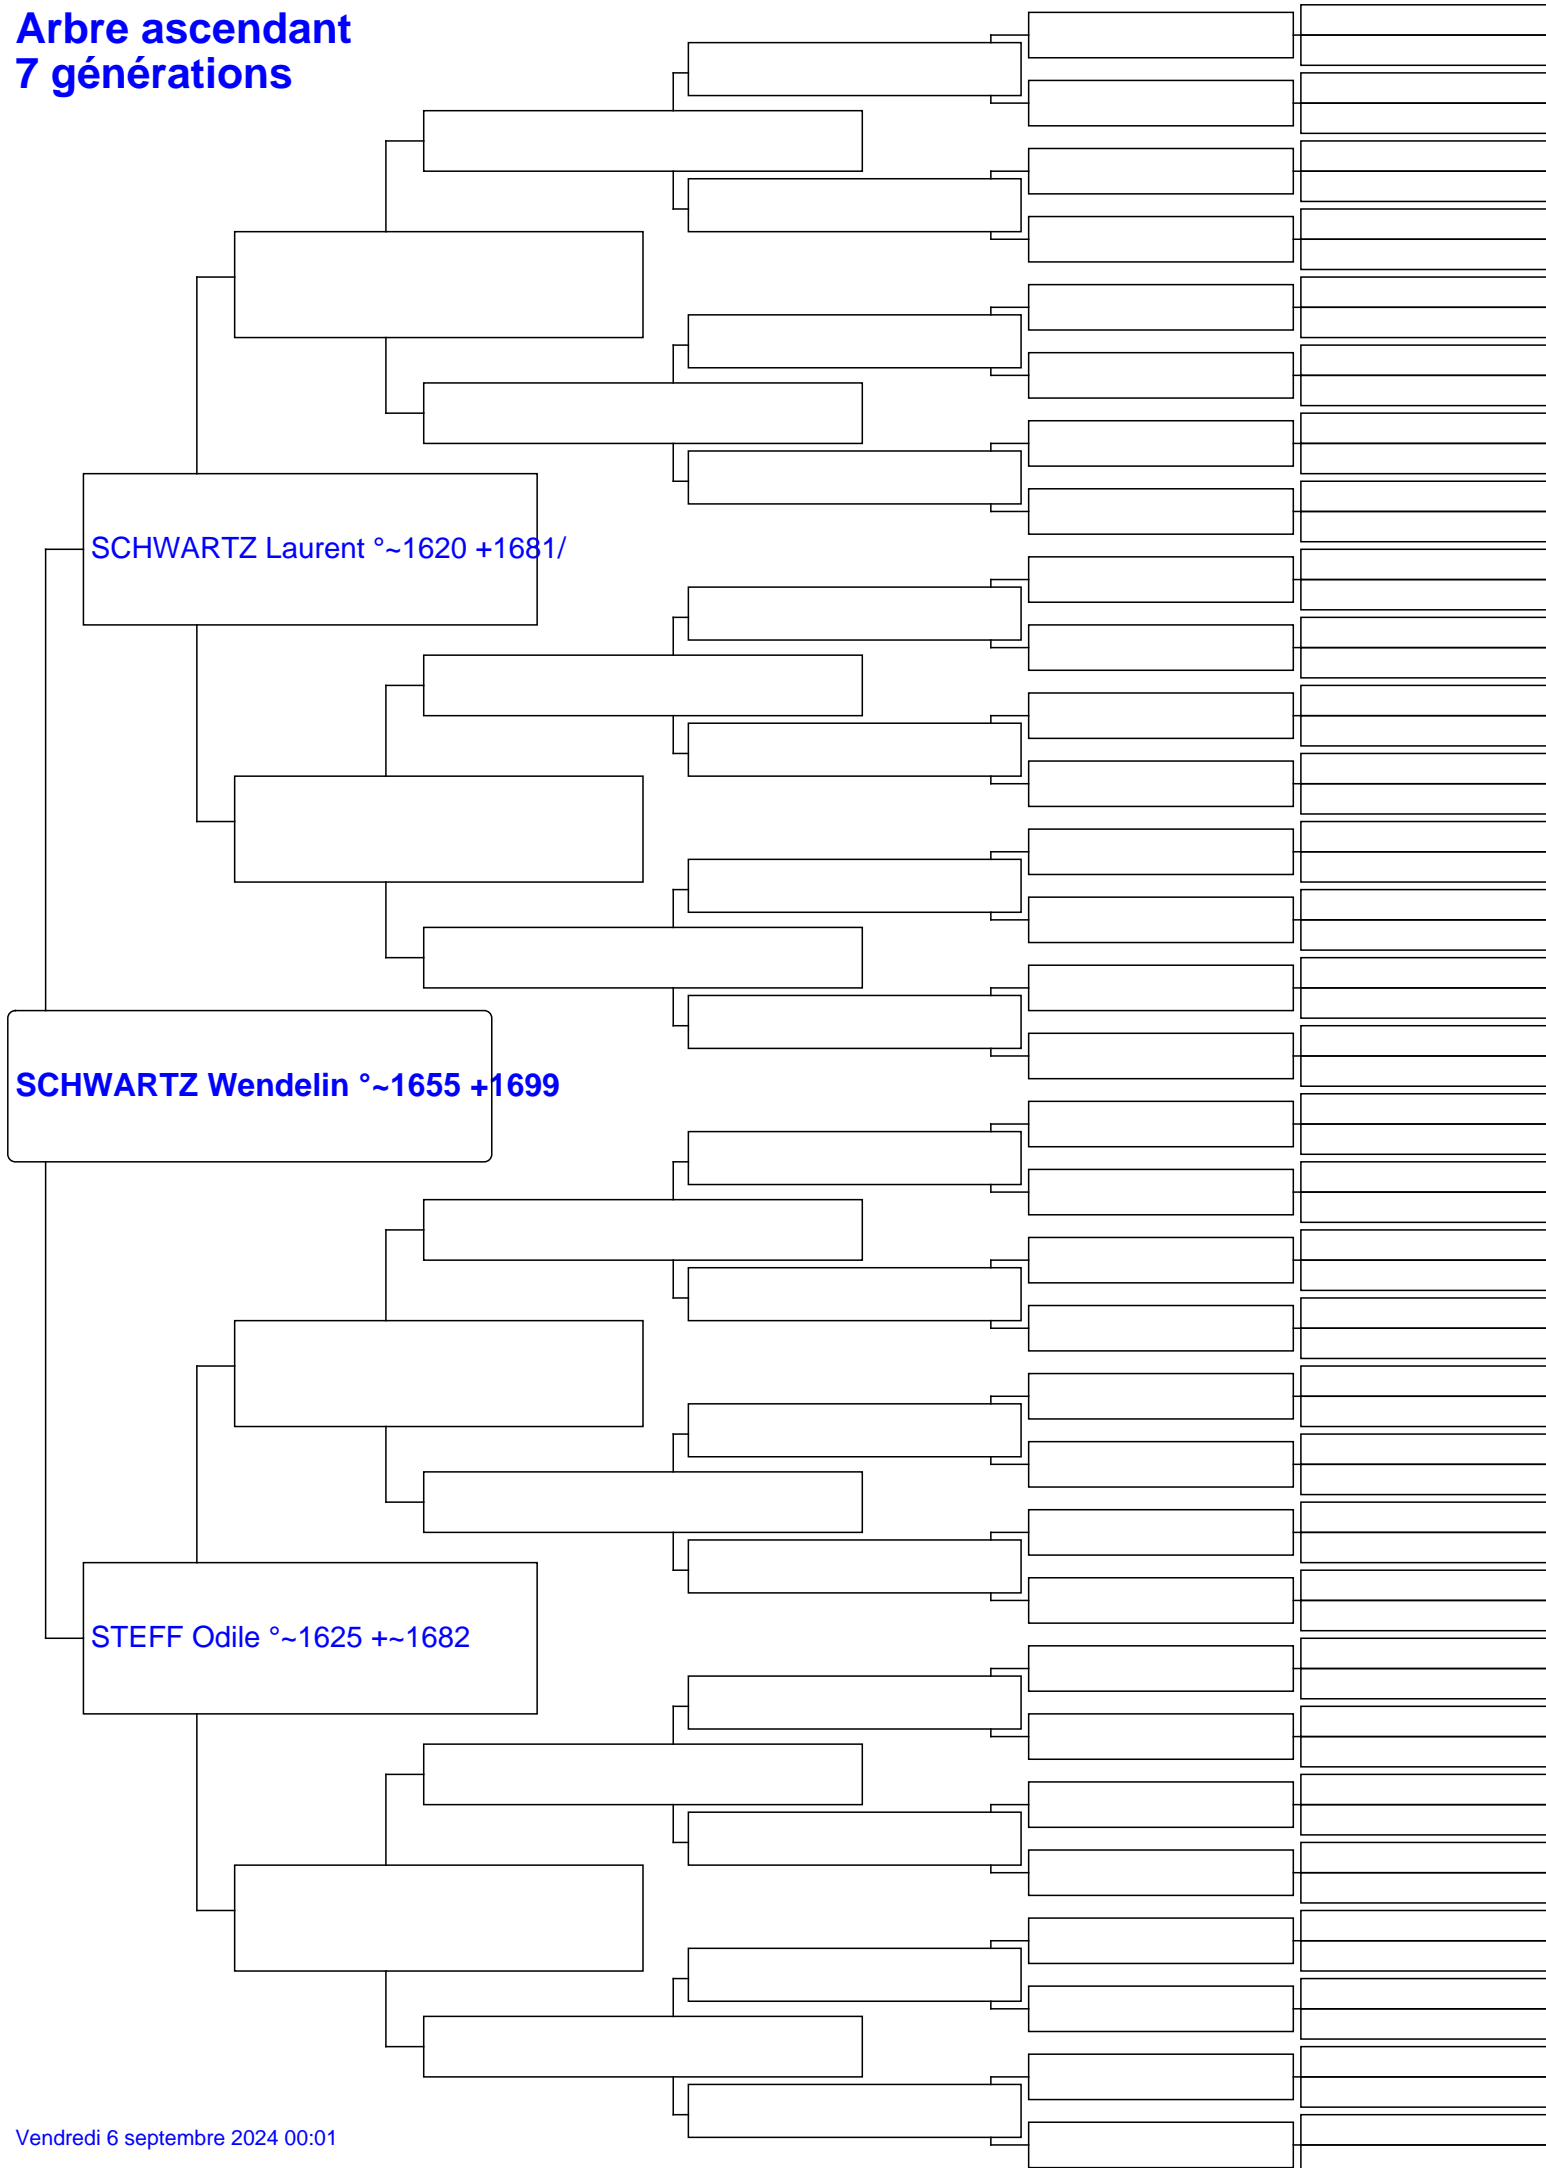 Arbre ascendant
7 générations
SCHWARTZ Laurent °~1620 +1681/
SCHWARTZ Wendelin °~1655 +1699
STEFF Odile °~1625 +~1682
Vendredi 6 septembre 2024 00:01